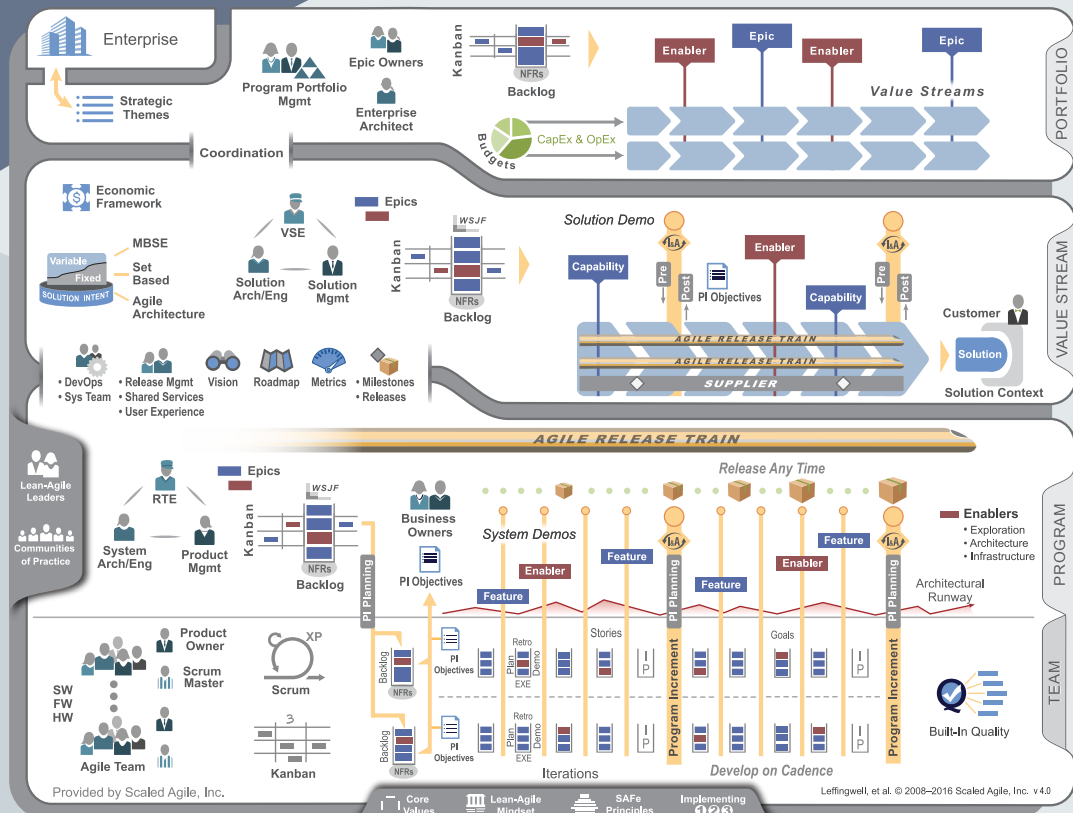 Enterprise
Strategic
Themes
Program Portfolio
Mgmt
Epic Owners
Enterprise
Architect
Kanban
NFRs
Backlog
Enabler
Epic
Enabler
Epic
Value Streams
Budgets
CapEx & OpEx
PORTFOLIO
Coordination
Economic
Framework
Variable
Fixed
SOLUTION INTENT
MBSE
Set
Based
Agile
Architecture
VSE
Solution
Arch/Eng
Solution
Mgmt
Epics
Kanban
WSJF
NFRs
Backlog
Solution Demo
Capability
I&A
Pre
Post
PI Objectives
Enabler
Capability
I&A
Pre
Post
AGILE RELEASE TRAIN
AGILE RELEASE TRAIN
SUPPLIER
Customer
Solution
Solution Context
VALUE STREAM
• DevOps
• Sys Team
• Release Mgmt
• Shared Services
• User Experience
Vision
Roadmap
Metrics
• Milestones
• Releases
AGILE RELEASE TRAIN
Lean-Agile
Leaders
Communities
of Practice
RTE
System
Arch/Eng
Product
Mgmt
Epics
Kanban
WSJF
NFRs
Backlog
PI Planning
Business
Owners
PI Objectives
Release Any Time
System Demos
Feature
Enabler
Feature
I&A
PI Planning
Feature
Enabler
Feature
I&A
PI Planning
Enablers
• Exploration
• Architecture
• Infrastructure
Architectural
Runway
PROGRAM
SW
FW
HW
Product
Owner
Scrum
Master
Agile Team
XP
Scrum
3
Kanban
Backlog
NFRs
PI
Objectives
Plan
Retro
Demo
EXE
Stories
I
P
Program Increment
Goals
I
P
Program Increment
Backlog
NFRs
PI
Objectives
Plan
Retro
Demo
EXE
I
P
I
P
Iterations
Develop on Cadence
Built-In Quality
TEAM
Provided by Scaled Agile, Inc.
Leffingwell, et al. © 2008–2016 Scaled Agile, Inc. v 4.0
Core
Values
Lean-Agile
Mindset
SAFe
Principles
Implementing
1 2 3